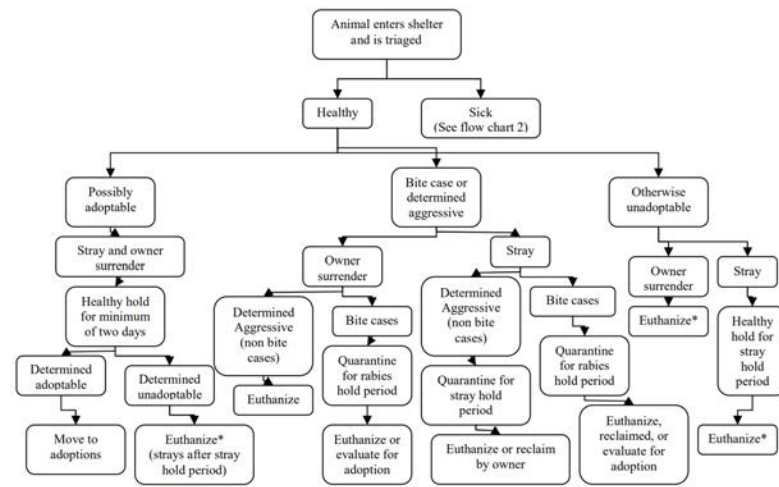 Animal enters shelter
and is triaged
Healthy
Sick
(See flow chart 2)
Possibly
adoptable
Bite case or
determined
aggressive
Otherwise
unadoptable
Stray and owner
surrender
Owner
surrender
Stray
Owner
surrender
Stray
Healthy hold
for minimum
of two days
Determined
Aggressive
(non bite
cases)
Bite cases
Determined
Aggressive
(non bite
cases)
Bite cases
Euthanize*
Healthy
hold for
stray
hold
period
Determined
adoptable
Determined
unadoptable
Euthanize
Quarantine
for rabies
hold period
Quarantine for
stray hold
period
Quarantine
for rabies
hold period
Move to
adoptions
Euthanize*
(strays after stray
hold period)
Euthanize or
evaluate for
adoption
Euthanize or reclaim
by owner
Euthanize,
reclaimed, or
evaluate for
adoption
Euthanize*